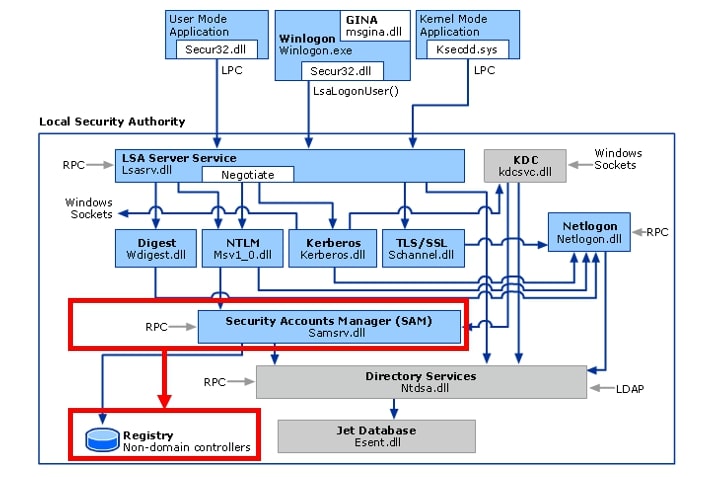 User Mode
Application
Secur32.dll
LPC
GINA
msgina.dll
Winlogon
Winlogon.exe
Secur32.dll
LsaLogonUser()
Kernel Mode
Application
Ksecdd.sys
LPC
Local Security Authority
RPC
LSA Server Service
Lsasrv.dll
Negotiate
KDC
kdcsvc.dll
Windows
Sockets
Windows
Sockets
Digest
Wdigest.dll
NTLM
Msv1_0.dll
Kerberos
Kerberos.dll
TLS/SSL
Schannel.dll
Netlogon
Netlogon.dll
RPC
RPC
Security Accounts Manager (SAM)
Samsrv.dll
RPC
Directory Services
Ntdsa.dll
LDAP
Registry
Non-domain controllers
Jet Database
Esent.dll